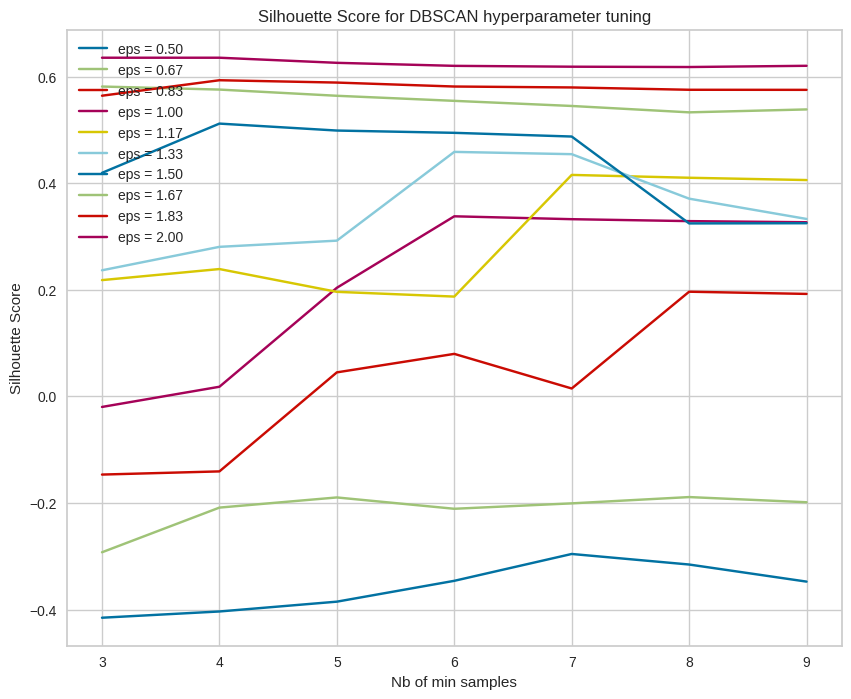 Silhouette Score for DBSCAN hyperparameter tuning
eps = 0.50
eps = 0.67
eps = 0.83
eps = 1.00
eps = 1.17
eps = 1.33
eps = 1.50
eps = 1.67
eps = 1.83
eps = 2.00
0.6
0.4
0.2
0.0
−0.2
−0.4
Silhouette Score
3 4 5 6 7 8 9
Nb of min samples